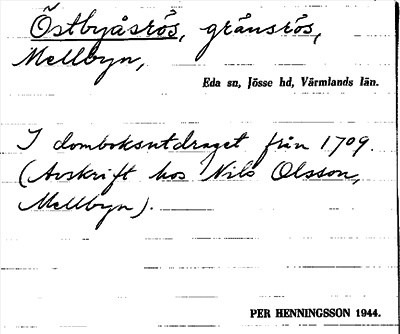 Östbyåsrös, gränsrös,
Mellbyn,
Eda sn, Jösse hd, Värmlands län.
I domboksutdraget från 1709.
(Avskrift hos Nils Olsson,
Mellbyn).
PER HENNINGSSON 1944.